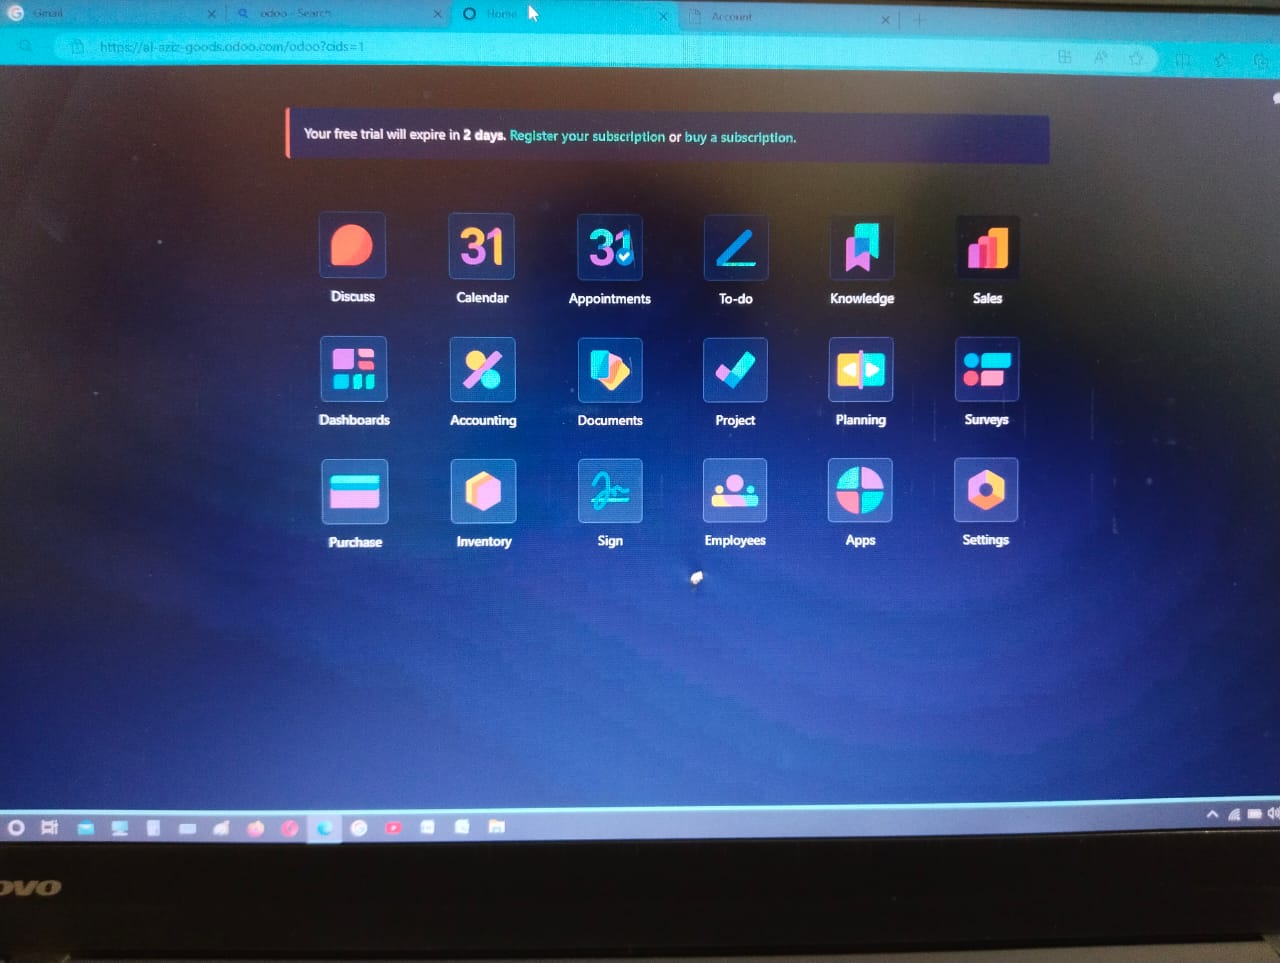 Gmail
odoo - Search
Home
Account
https://al-aziz-goods.odoo.com/odoo?cids=1
Your free trial will expire in 2 days. Register your subscription or buy a subscription.
31
31
Discuss
Calendar
Appointments
To-do
Knowledge
Sales
Dashboards
Accounting
Documents
Project
Planning
Surveys
Purchase
Inventory
Sign
Employees
Apps
Settings
ovo